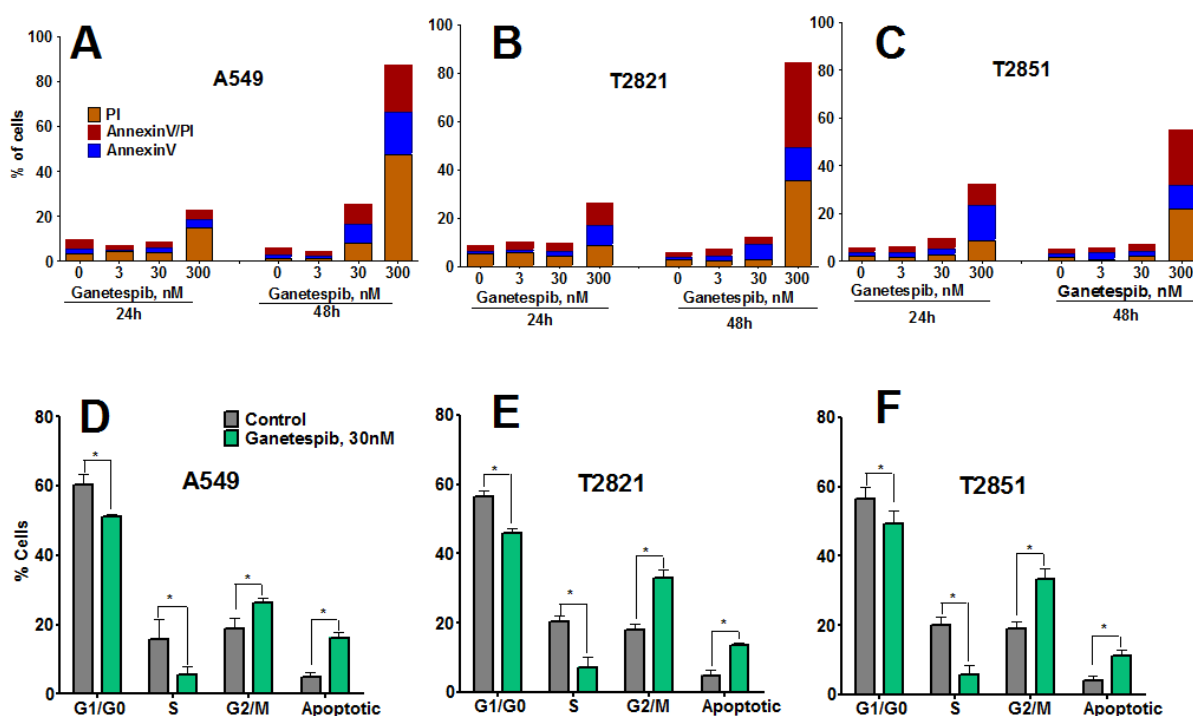 A
A549
% of cells
100
80
60
40
20
0
PI
AnnexinV/PI
AnnexinV
0 3 30 300 0 3 30 300
Ganetespib, nM Ganetespib, nM
24h 48h
B
T2821
100
80
60
40
20
0
0 3 30 300 0 3 30 300
Ganetespib, nM Ganetespib, nM
24h 48h
C
T2851
100
80
60
40
20
0
0 3 30 300 0 3 30 300
Ganetespib, nM Ganetespib, nM
24h 48h
D
A549
Control
Ganetespib, 30nM
% Cells
80
60
40
20
0
* * * *
G1/G0 S G2/M Apoptotic
E
T2821
80
60
40
20
0
* * * *
G1/G0 S G2/M Apoptotic
F
T2851
80
60
40
20
0
* * * *
G1/G0 S G2/M Apoptotic